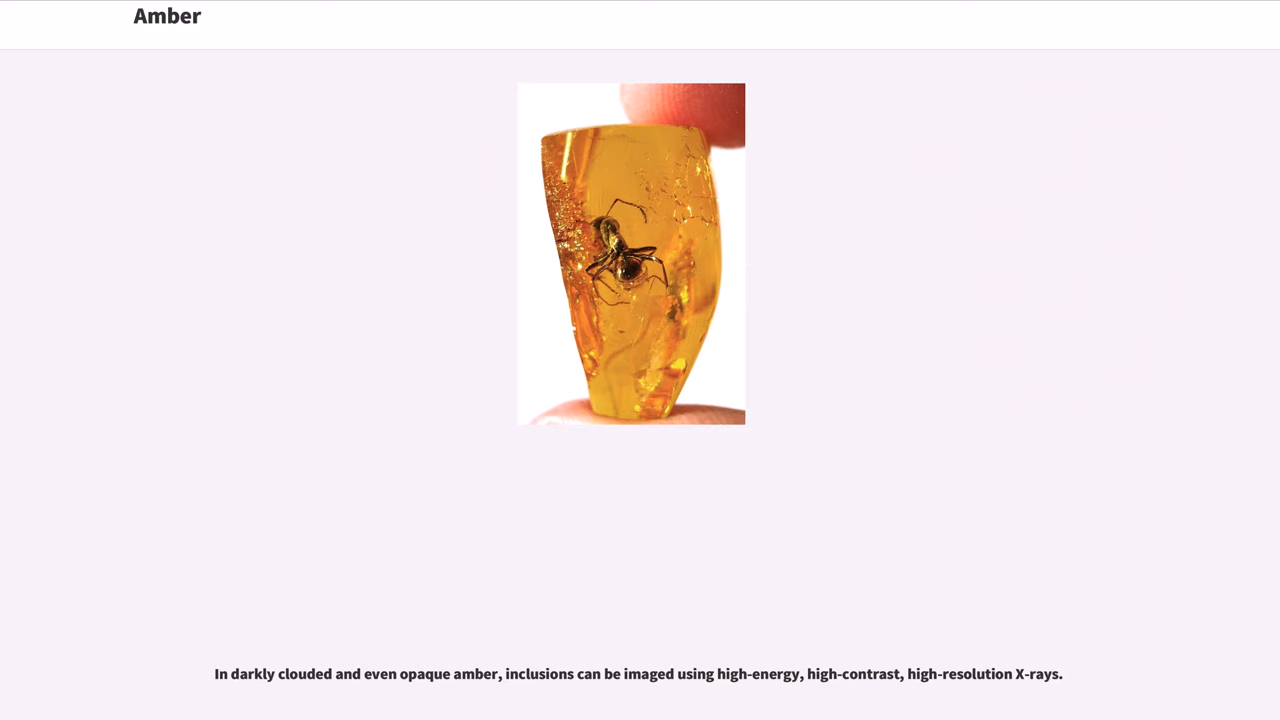 Amber
In darkly clouded and even opaque amber, inclusions can be imaged using high-energy, high-contrast, high-resolution X-rays.